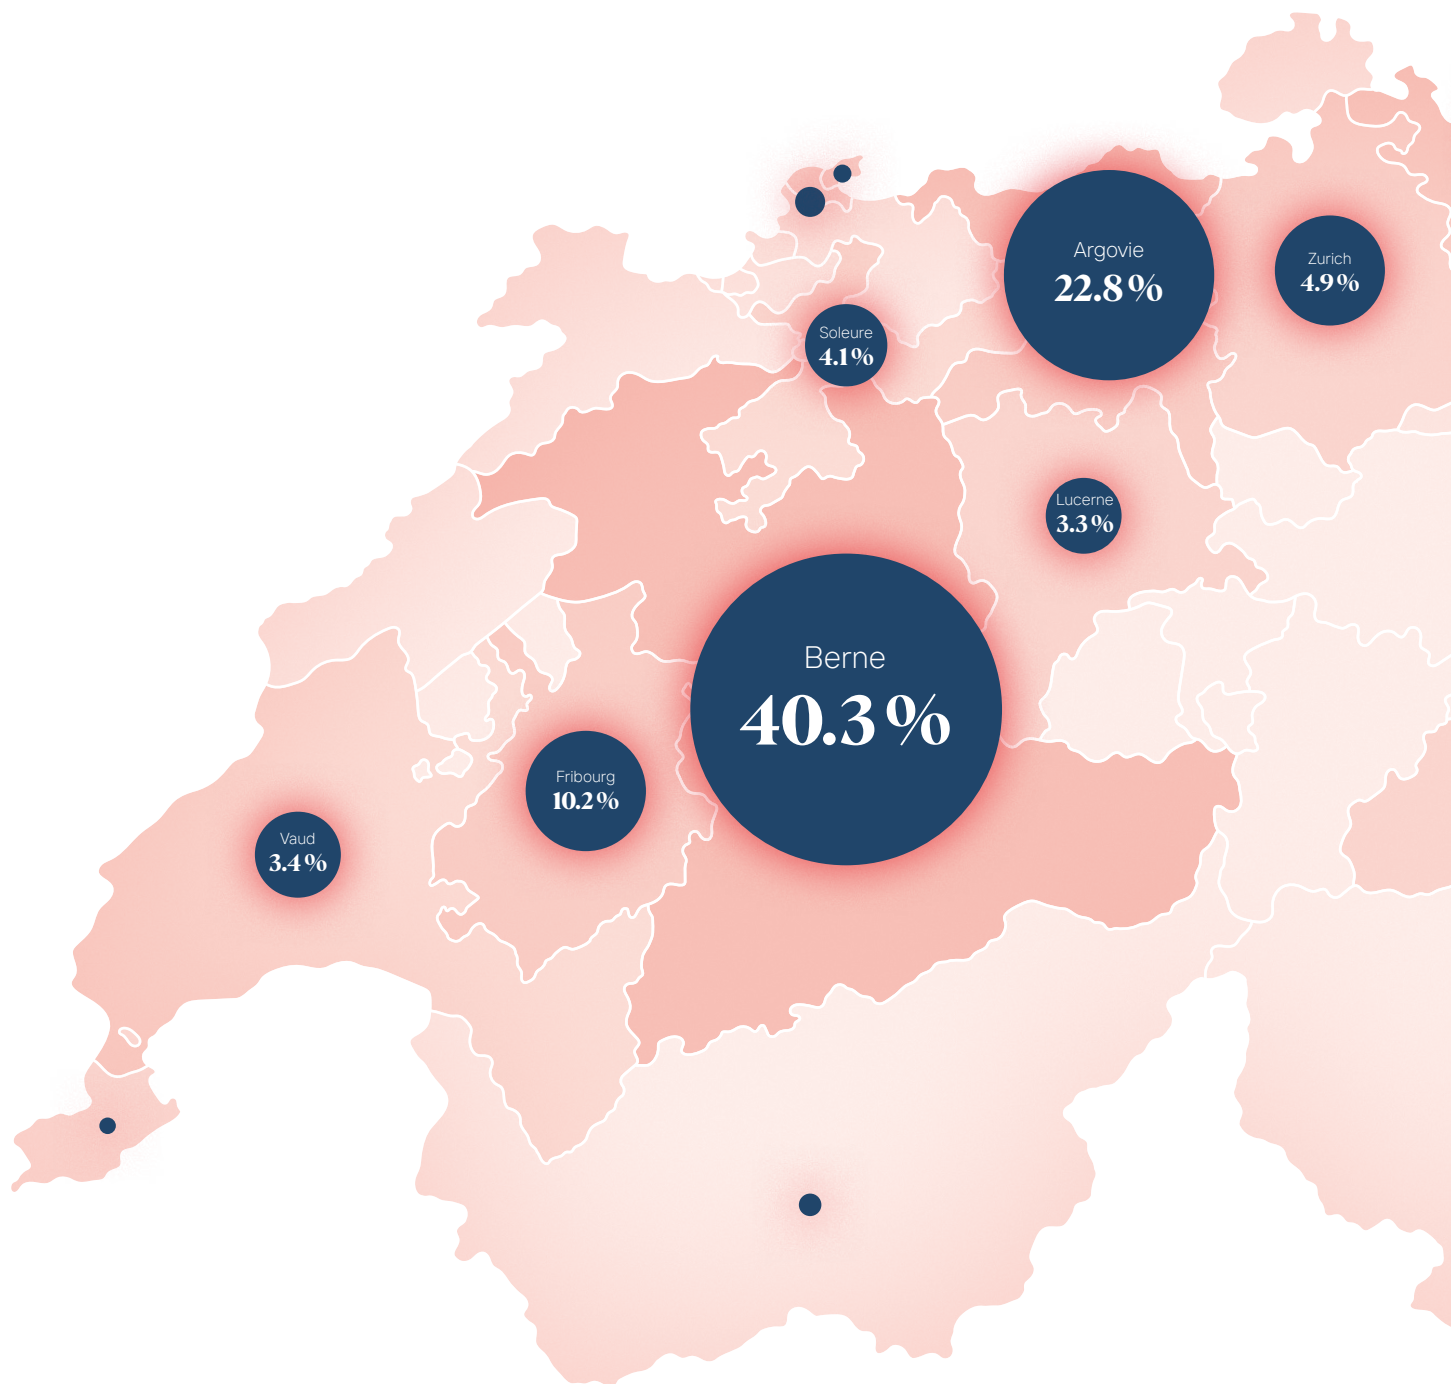 Argovie
22.8 %
Zurich
4.9 %
Soleure
4.1 %
Lucerne
3.3 %
Berne
40.3 %
Fribourg
10.2 %
Vaud
3.4 %